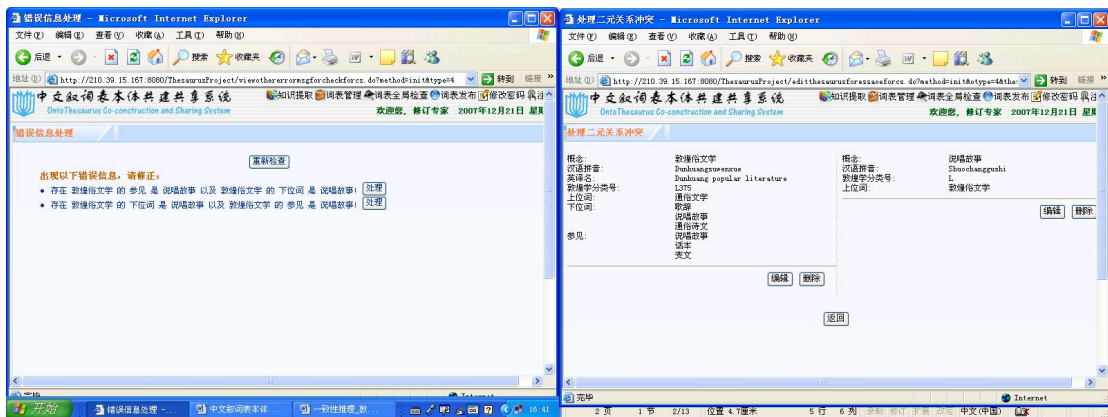 错误信息处理 - Microsoft Internet Explorer
文件(F) 编辑(E) 查看(V) 收藏(A) 工具(T) 帮助(H)
后退 搜索 收藏夹
地址(D) http://210.39.15.167:8080/ThesaurusProject/viewothererrormsgforcheckforcs.do?method=init&type=4 转到 链接 »
中文叙词表本体共建共享系统 知识提取 词表管理 词表全局检查 词表发布 修改密码
OntoThesaurus Co-construction and Sharing System 欢迎您，修订专家 2007年12月21日 星期
错误信息处理
重新检查
出现以下错误信息，请修正：
• 存在 敦煌俗文学 的 参见 是 说唱故事 以及 敦煌俗文学 的 下位词 是 说唱故事! 处理
• 存在 敦煌俗文学 的 下位词 是 说唱故事 以及 敦煌俗文学 的 参见 是 说唱故事! 处理
完毕 Internet
开始 错误信息处理 -... 中文叙词表本体... 一致性推理_敦... 16:41
处理二元关系冲突 - Microsoft Internet Explorer
文件(F) 编辑(E) 查看(V) 收藏(A) 工具(T) 帮助(H)
后退 搜索 收藏夹
地址(D) 转到 链接 »
中文叙词表本体共建共享系统 知识提取 词表管理 词表全局检查 词表发布 修改密码
OntoThesaurus Co-construction and Sharing System 欢迎您，修订专家 2007年12月21日 星期
处理二元关系冲突
概念: 敦煌俗文学
汉语拼音: Dunhuangsuwenxue
英译名: Dunhuang popular literature
敦煌学分类号: L375
上位词: 通俗文学
下位词: 歌辞
说唱故事
通俗诗文
参见: 说唱故事
话本
变文
编辑 删除
概念: 说唱故事
汉语拼音: Shuochanggushi
敦煌学分类号: L
上位词: 敦煌俗文学
编辑 删除
返回
完毕 Internet
2 页 1 节 2/13 位置 4.7厘米 5 行 6 列 录制 修订 扩展 改写 中文(中国)